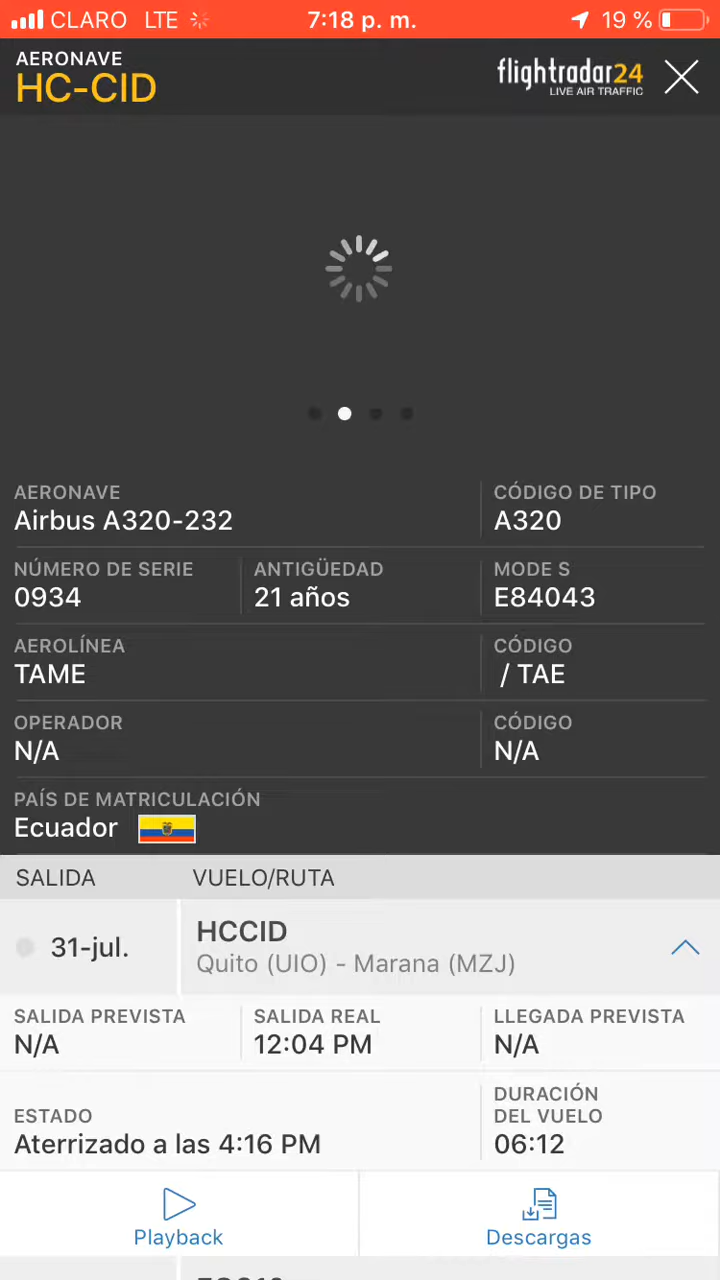 CLARO LTE 7:18 p. m. 19 %
AERONAVE
HC-CID
flightradar24
LIVE AIR TRAFFIC
AERONAVE CÓDIGO DE TIPO
Airbus A320-232 A320
NÚMERO DE SERIE ANTIGÜEDAD MODE S
0934 21 años E84043
AEROLÍNEA CÓDIGO
TAME / TAE
OPERADOR CÓDIGO
N/A N/A
PAÍS DE MATRICULACIÓN
Ecuador
SALIDA VUELO/RUTA
31-jul. HCCID
Quito (UIO) - Marana (MZJ)
SALIDA PREVISTA SALIDA REAL LLEGADA PREVISTA
N/A 12:04 PM N/A
ESTADO DURACIÓN
DEL VUELO
Aterrizado a las 4:16 PM 06:12
Playback Descargas